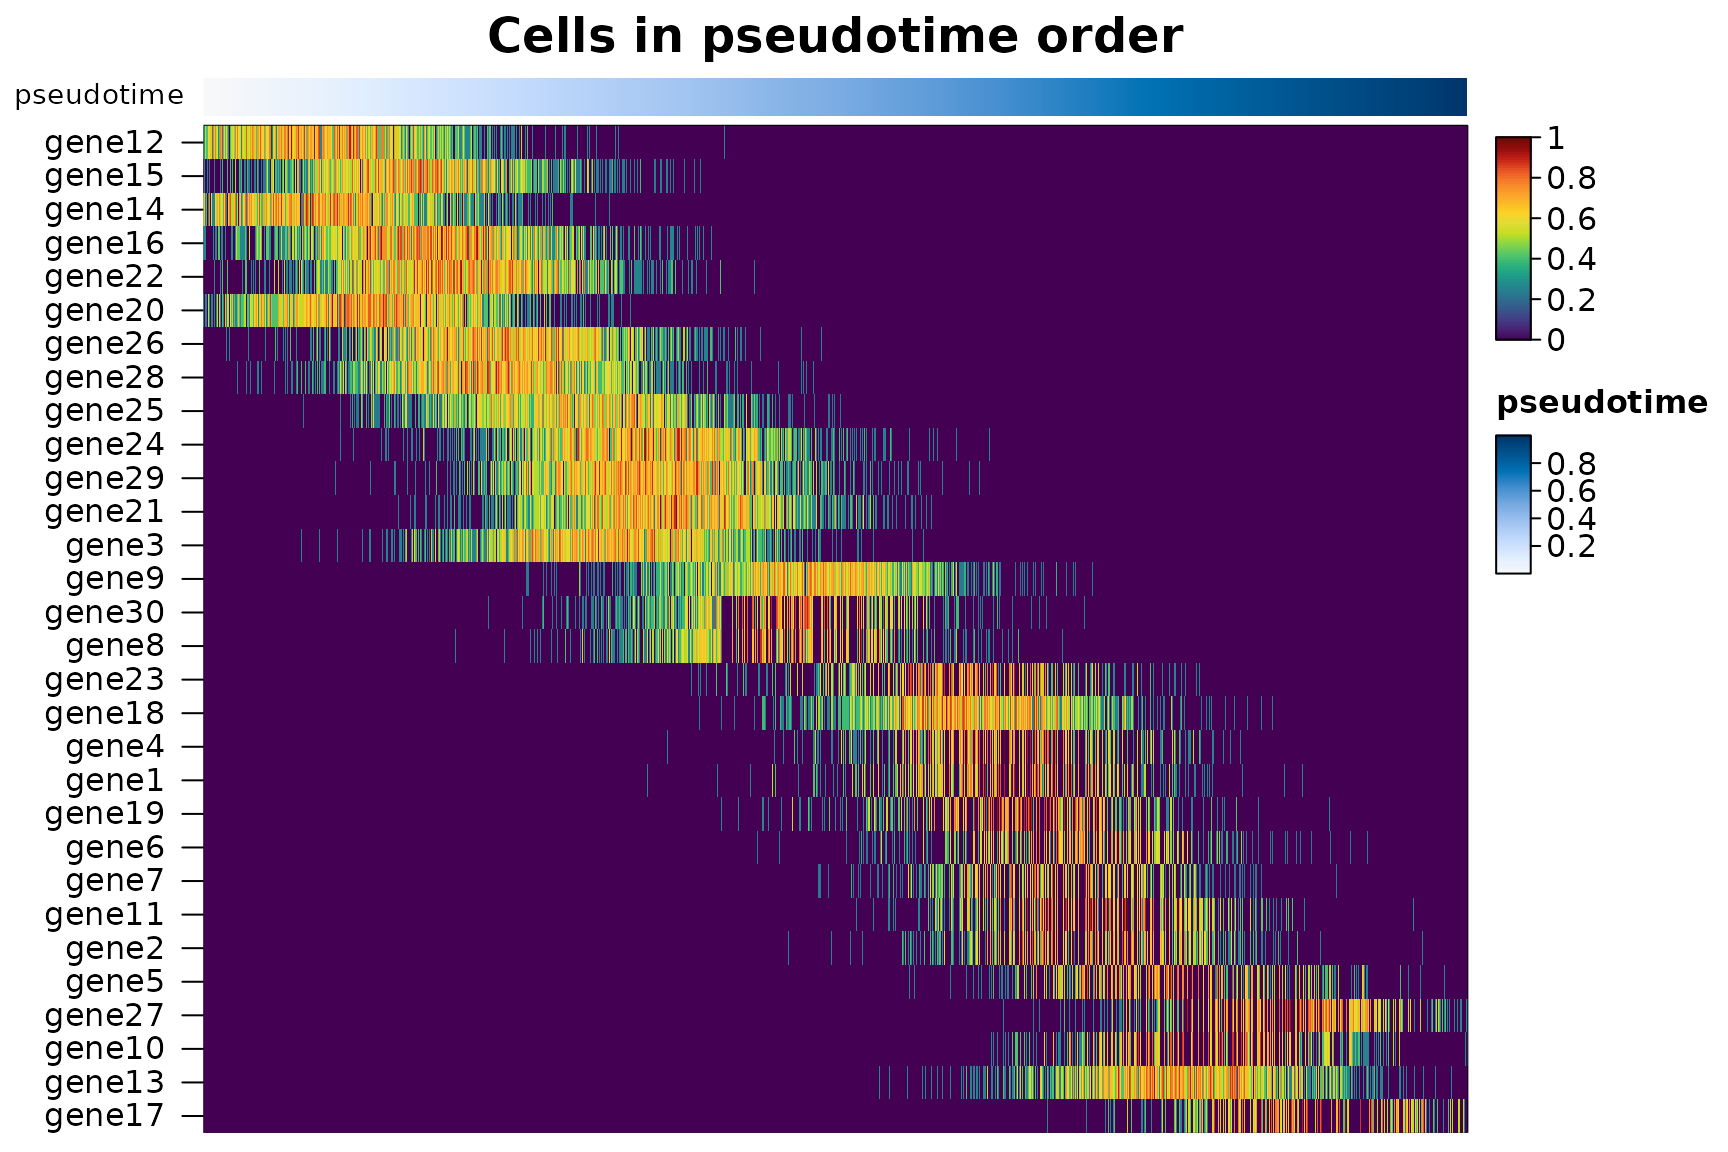 Cells in pseudotime order
pseudotime
gene12
gene15
gene14
gene16
gene22
gene20
gene26
gene28
gene25
gene24
gene29
gene21
gene3
gene9
gene30
gene8
gene23
gene18
gene4
gene1
gene19
gene6
gene7
gene11
gene2
gene5
gene27
gene10
gene13
gene17
1
0.8
0.6
0.4
0.2
0
pseudotime
0.8
0.6
0.4
0.2